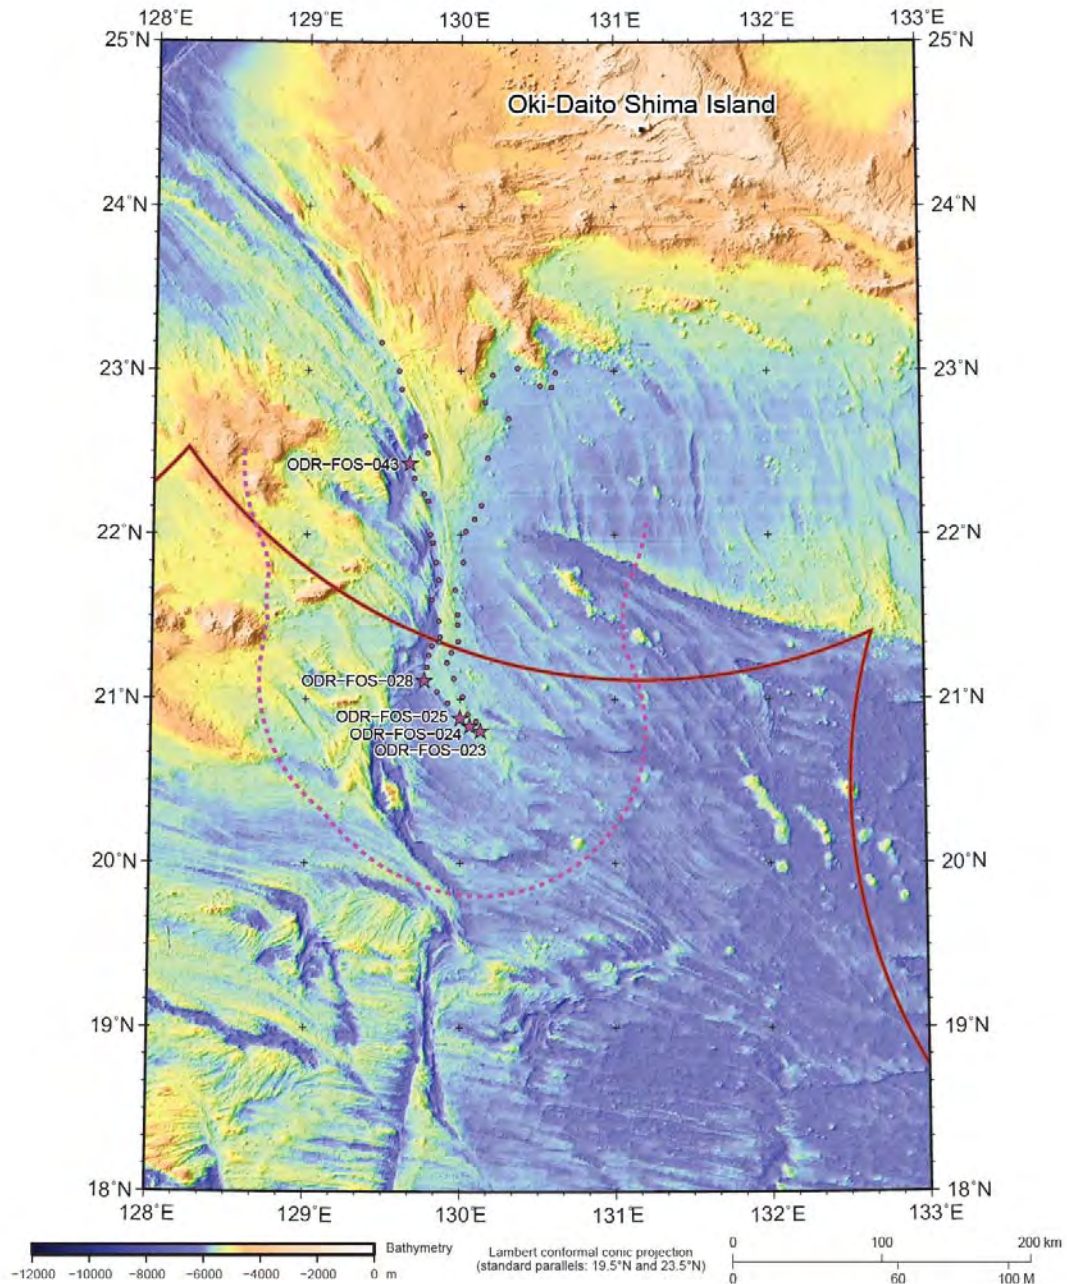 128°E 129°E 130°E 131°E 132°E 133°E
25°N 25°N
Oki-Daito Shima Island
24°N 24°N
23°N 23°N
ODR-FOS-043
22°N 22°N
ODR-FOS-028
21°N 21°N
ODR-FOS-025
ODR-FOS-024
ODR-FOS-023
20°N 20°N
19°N 19°N
18°N 18°N
128°E 129°E 130°E 131°E 132°E 133°E
Bathymetry
−12000 −10000 −8000 −6000 −4000 −2000 0 m
Lambert conformal conic projection
(standard parallels: 19.5°N and 23.5°N)
0 100 200 km
0 60 100 M